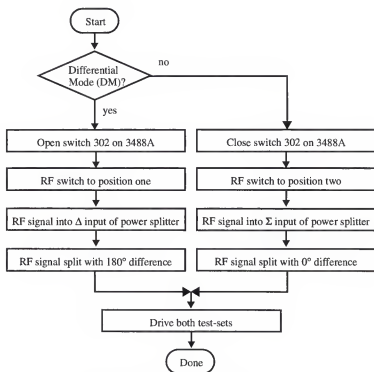 Start
Differential
Mode (DM)?
no
yes
Open switch 302 on 3488A
Close switch 302 on 3488A
RF switch to position one
RF switch to position two
RF signal into Δ input of power splitter
RF signal into Σ input of power splitter
RF signal split with 180° difference
RF signal split with 0° difference
Drive both test-sets
Done